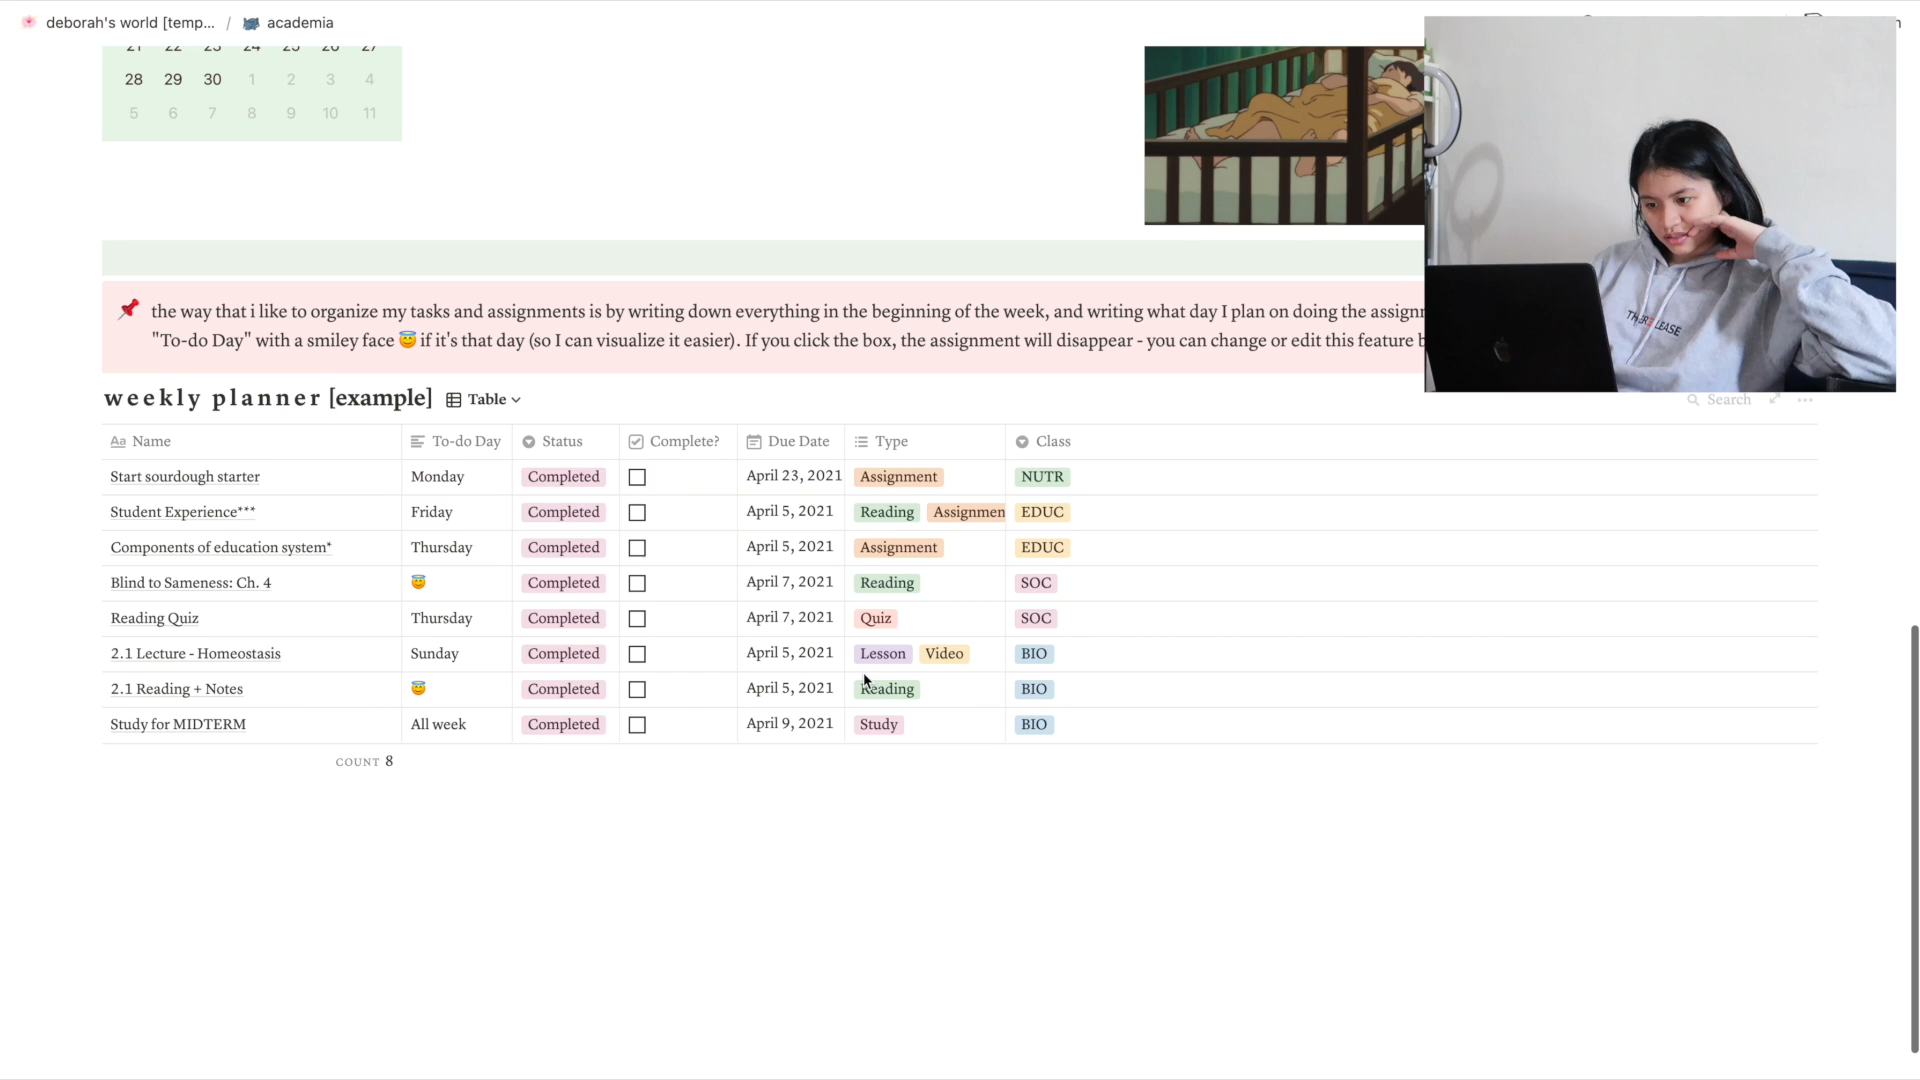 deborah's world [temp... / academia
21 22 23 24 25 26 27
28 29 30 1 2 3 4
5 6 7 8 9 10 11
the way that i like to organize my tasks and assignments is by writing down everything in the beginning of the week, and writing what day I plan on doing the
"To-do Day" with a smiley face 😇 if it's that day (so I can visualize it easier). If you click the box, the assignment will disappear - you can change or edit this feature
weekly planner [example] Table
Search
Aa Name To-do Day Status Complete? Due Date Type Class
Start sourdough starter Monday Completed April 23, 2021 Assignment NUTR
Student Experience*** Friday Completed April 5, 2021 Reading Assignmen EDUC
Components of education system* Thursday Completed April 5, 2021 Assignment EDUC
Blind to Sameness: Ch. 4 😇 Completed April 7, 2021 Reading SOC
Reading Quiz Thursday Completed April 7, 2021 Quiz SOC
2.1 Lecture - Homeostasis Sunday Completed April 5, 2021 Lesson Video BIO
2.1 Reading + Notes 😇 Completed April 5, 2021 Reading BIO
Study for MIDTERM All week Completed April 9, 2021 Study BIO
COUNT 8